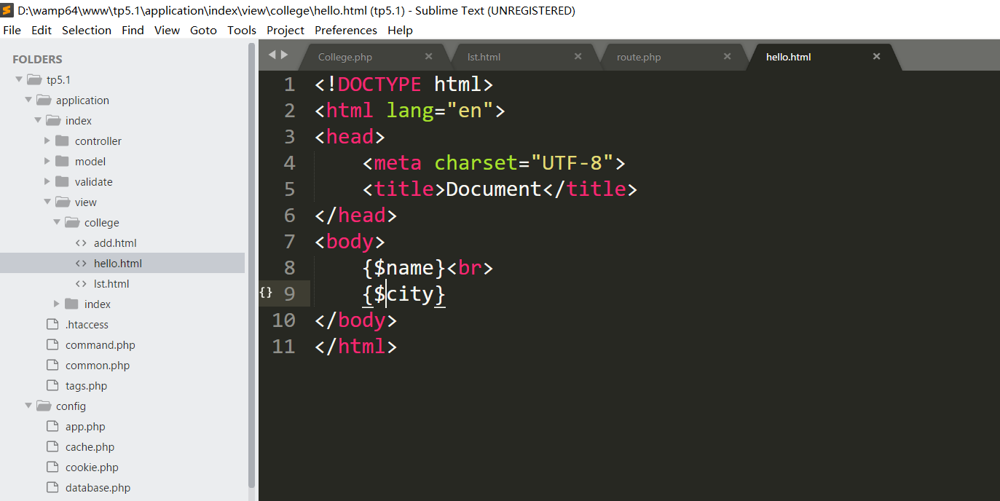 D:\wamp64\www\tp5.1\application\index\view\college\hello.html (tp5.1) - Sublime Text (UNREGISTERED)
File Edit Selection Find View Goto Tools Project Preferences Help
FOLDERS
tp5.1
application
index
controller
model
validate
view
college
<> add.html
<> hello.html
<> lst.html
index
.htaccess
command.php
common.php
tags.php
config
app.php
cache.php
cookie.php
database.php
College.php × lst.html × route.php × hello.html ×
1 <!DOCTYPE html>
2 <html lang="en">
3 <head>
4     <meta charset="UTF-8">
5     <title>Document</title>
6 </head>
7 <body>
8     {$name}<br>
{} 9     {$city}
10 </body>
11 </html>